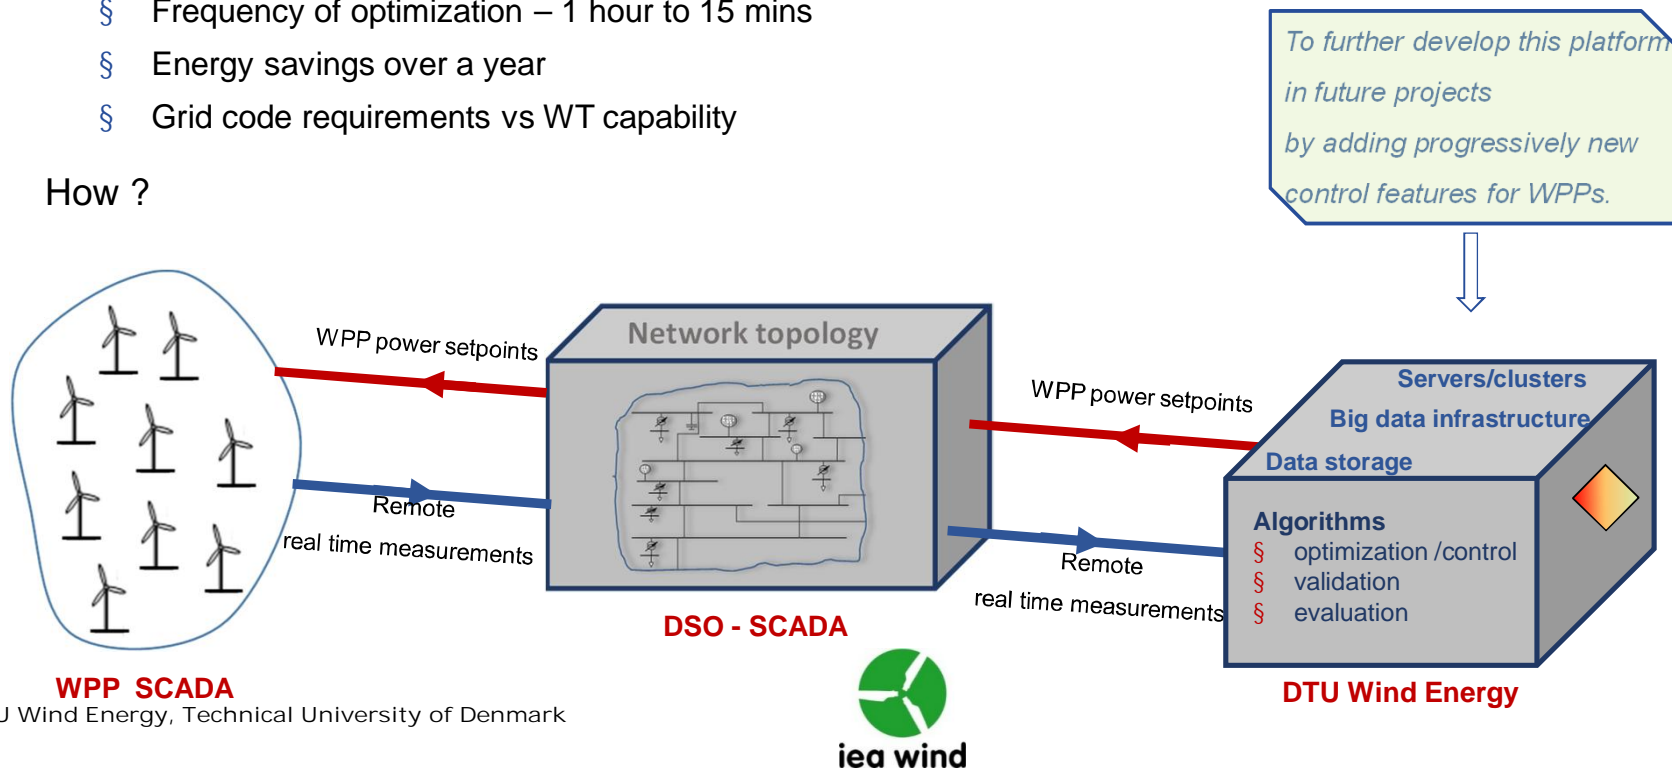 § Frequency of optimization – 1 hour to 15 mins
§ Energy savings over a year
§ Grid code requirements vs WT capability
To further develop this platform
in future projects
by adding progressively new
control features for WPPs.
How ?
WPP power setpoints
Network topology
WPP power setpoints
Servers/clusters
Big data infrastructure
Data storage
Remote
real time measurements
Remote
real time measurements
Algorithms
§ optimization /control
§ validation
§ evaluation
DSO - SCADA
WPP SCADA
DTU Wind Energy
U Wind Energy, Technical University of Denmark
iea wind